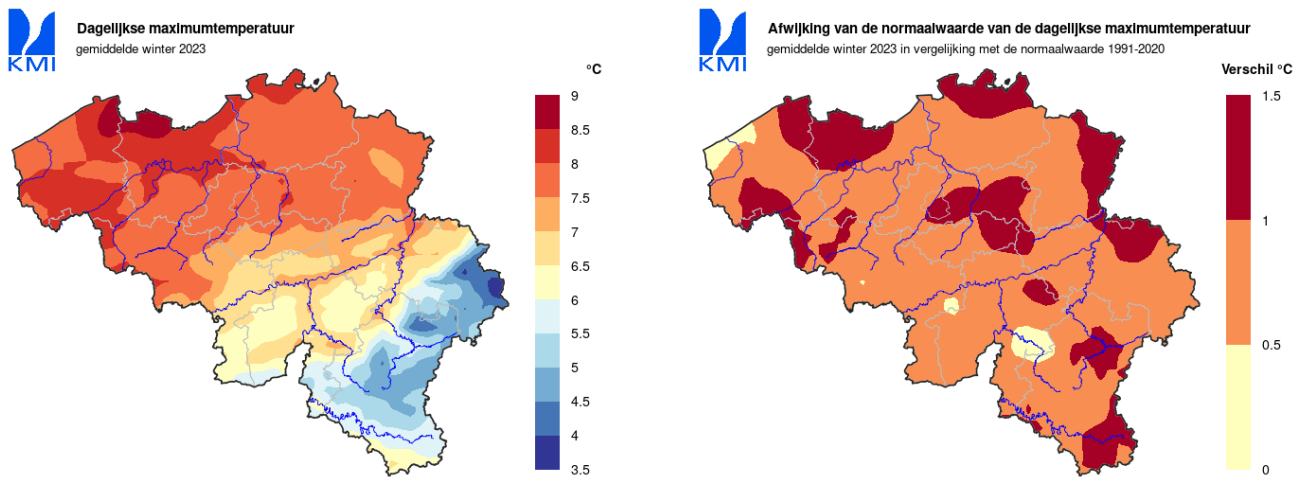 KMI
Dagelijkse maximumtemperatuur
gemiddelde winter 2023
°C
9
8.5
8
7.5
7
6.5
6
5.5
5
4.5
4
3.5
KMI
Afwijking van de normaalwaarde van de dagelijkse maximumtemperatuur
gemiddelde winter 2023 in vergelijking met de normaalwaarde 1991-2020
Verschil °C
1.5
1
0.5
0